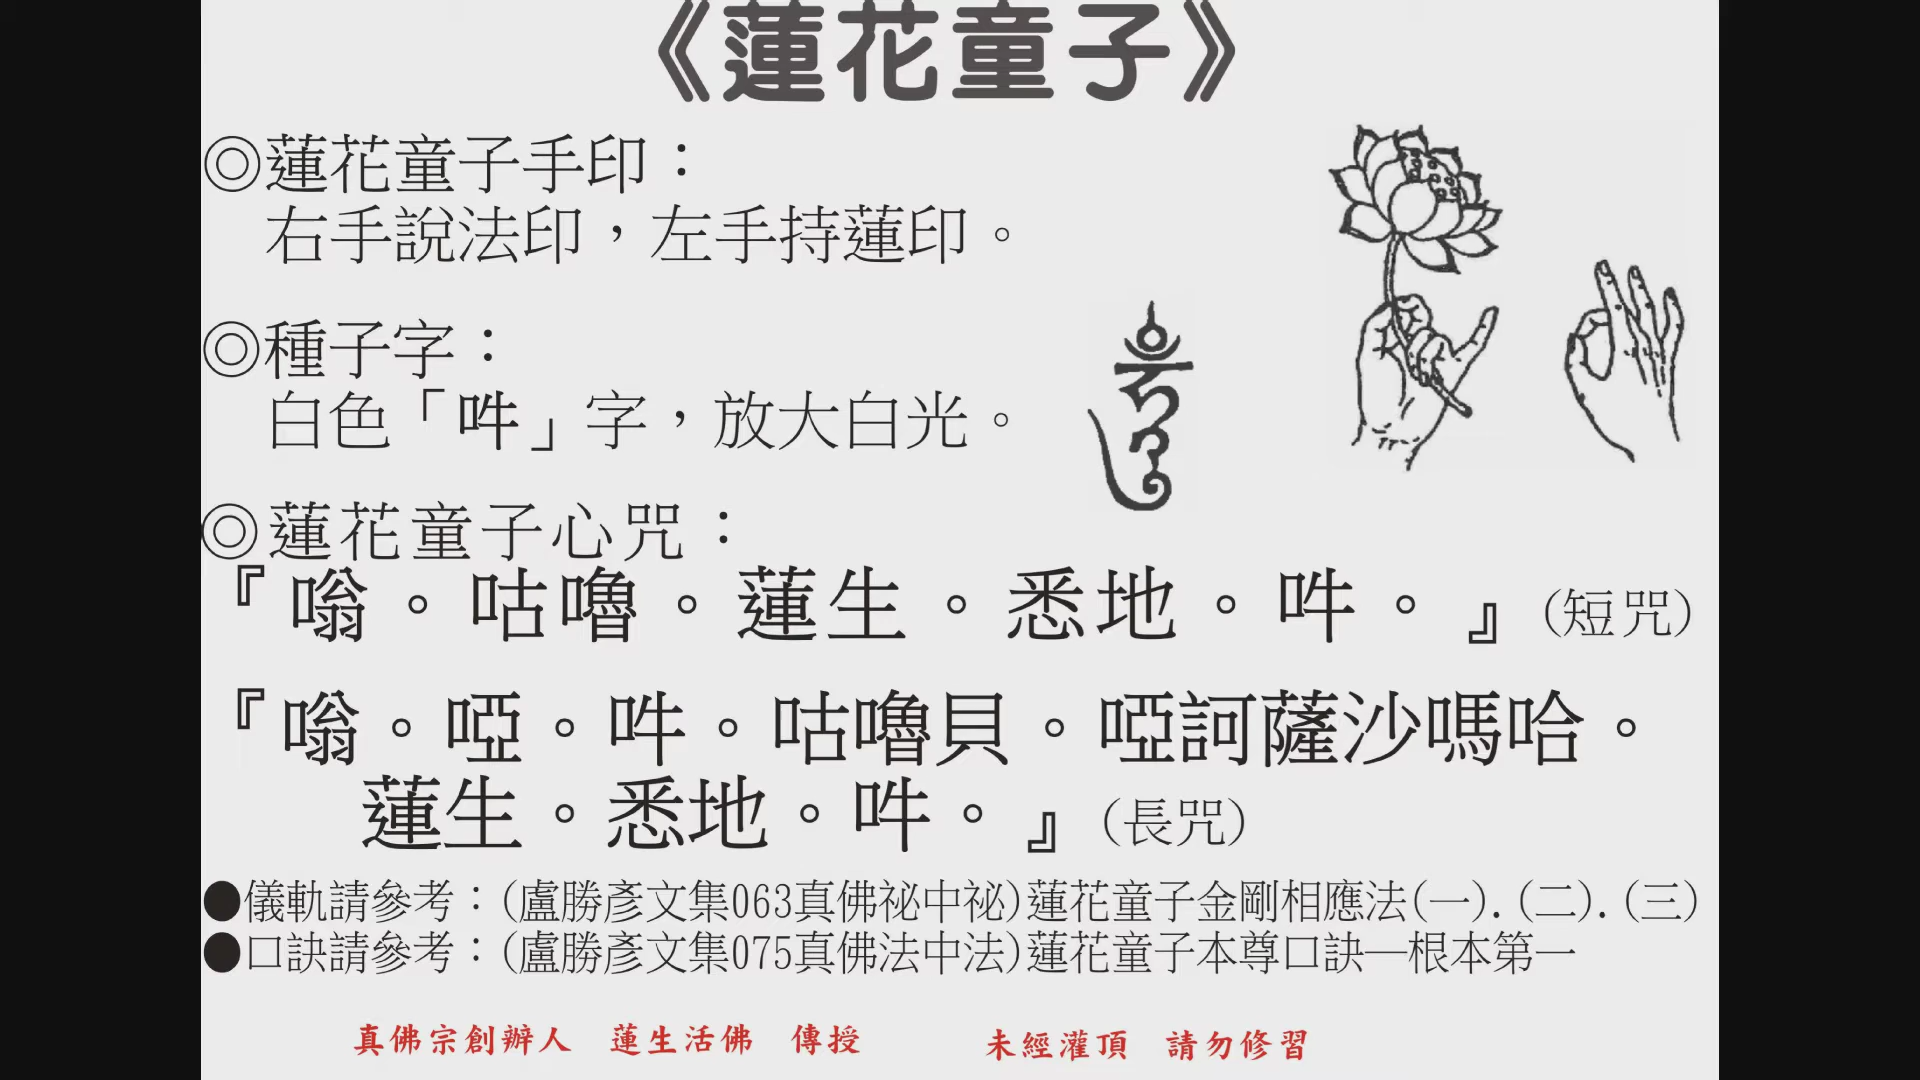 《蓮花童子》
◎蓮花童子手印：
右手說法印，左手持蓮印。
◎種子字：
白色「吽」字，放大白光。
◎蓮花童子心咒：
『嗡。咕嚕。蓮生。悉地。吽。』(短咒)
『嗡。啞。吽。咕嚕貝。啞訶薩沙嗎哈。
蓮生。悉地。吽。』(長咒)
●儀軌請參考：(盧勝彥文集063真佛祕中祕)蓮花童子金剛相應法(一).(二).(三)
●口訣請參考：(盧勝彥文集075真佛法中法)蓮花童子本尊口訣—根本第一
真佛宗創辦人 蓮生活佛 傳授 未經灌頂 請勿修習